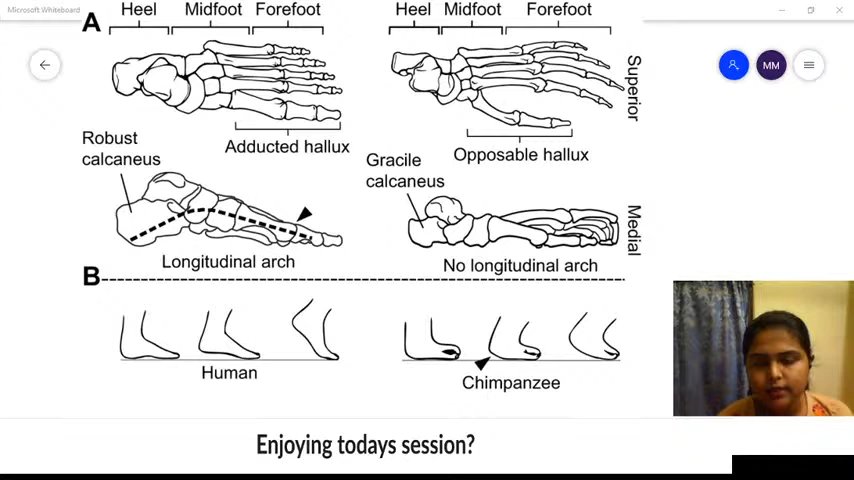 Microsoft Whiteboard
A
Heel Midfoot Forefoot
Heel Midfoot Forefoot
Superior
MM
Adducted hallux
Opposable hallux
Robust
calcaneus
Gracile
calcaneus
Medial
Longitudinal arch
No longitudinal arch
B
Human
Chimpanzee
Enjoying todays session?